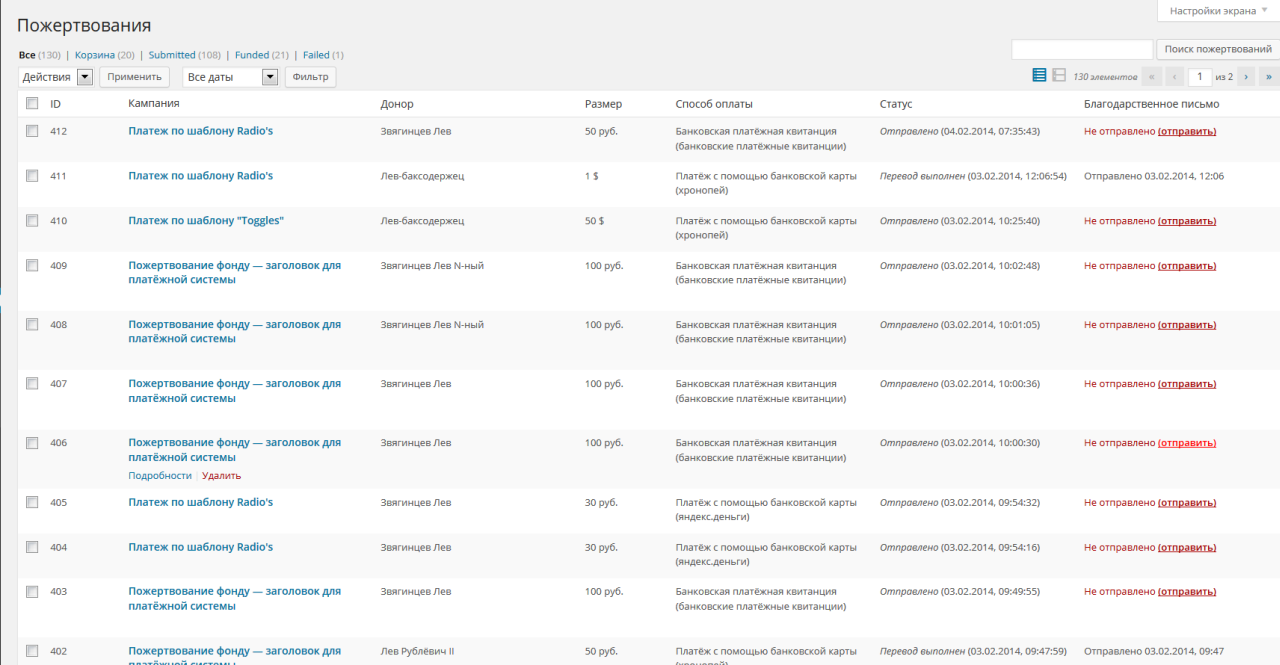 Настройки экрана
Пожертвования
Все (130) | Корзина (20) | Submitted (108) | Funded (21) | Failed (1)
Поиск пожертвований
Действия Применить Все даты Фильтр 130 элементов « ‹ 1 из 2 › »
ID Кампания Донор Размер Способ оплаты Статус Благодарственное письмо
412 Платеж по шаблону Radio's Звягинцев Лев 50 руб. Банковская платёжная квитанция Отправлено (04.02.2014, 07:35:43) Не отправлено (отправить)
(банковские платёжные квитанции)
411 Платеж по шаблону Radio's Лев-баксодержец 1 $ Платёж с помощью банковской карты Перевод выполнен (03.02.2014, 12:06:54) Отправлено 03.02.2014, 12:06
(хронопей)
410 Платеж по шаблону "Toggles" Лев-баксодержец 50 $ Платёж с помощью банковской карты Отправлено (03.02.2014, 10:25:40) Не отправлено (отправить)
(хронопей)
409 Пожертвование фонду — заголовок для Звягинцев Лев N-ный 100 руб. Банковская платёжная квитанция Отправлено (03.02.2014, 10:02:48) Не отправлено (отправить)
платёжной системы (банковские платёжные квитанции)
408 Пожертвование фонду — заголовок для Звягинцев Лев N-ный 100 руб. Банковская платёжная квитанция Отправлено (03.02.2014, 10:01:05) Не отправлено (отправить)
платёжной системы (банковские платёжные квитанции)
407 Пожертвование фонду — заголовок для Звягинцев Лев 100 руб. Банковская платёжная квитанция Отправлено (03.02.2014, 10:00:36) Не отправлено (отправить)
платёжной системы (банковские платёжные квитанции)
406 Пожертвование фонду — заголовок для Звягинцев Лев 100 руб. Банковская платёжная квитанция Отправлено (03.02.2014, 10:00:30) Не отправлено (отправить)
платёжной системы (банковские платёжные квитанции)
Подробности | Удалить
405 Платеж по шаблону Radio's Звягинцев Лев 30 руб. Платёж с помощью банковской карты Отправлено (03.02.2014, 09:54:32) Не отправлено (отправить)
(яндекс.деньги)
404 Платеж по шаблону Radio's Звягинцев Лев 30 руб. Платёж с помощью банковской карты Отправлено (03.02.2014, 09:54:16) Не отправлено (отправить)
(яндекс.деньги)
403 Пожертвование фонду — заголовок для Звягинцев Лев 100 руб. Банковская платёжная квитанция Отправлено (03.02.2014, 09:49:55) Не отправлено (отправить)
платёжной системы (банковские платёжные квитанции)
402 Пожертвование фонду — заголовок для Лев Рублёвич II 50 руб. Платёж с помощью банковской карты Перевод выполнен (03.02.2014, 09:47:59) Отправлено 03.02.2014, 09:47
платёжной системы (хронопей)